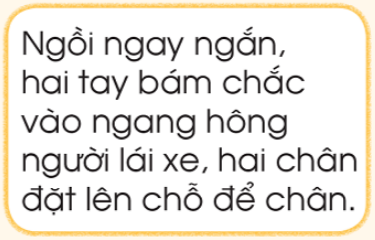 Ngồi ngay ngắn,
hai tay bám chắc
vào ngang hông
người lái xe, hai chân
đặt lên chỗ để chân.